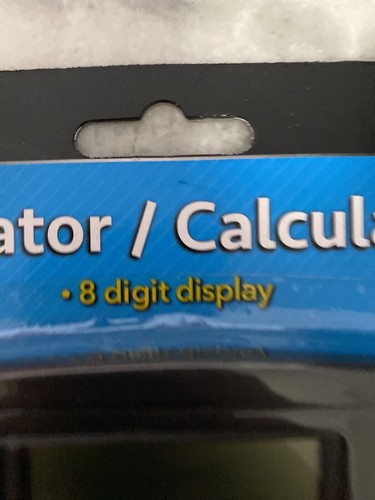 ator / Calcula
• 8 digit display